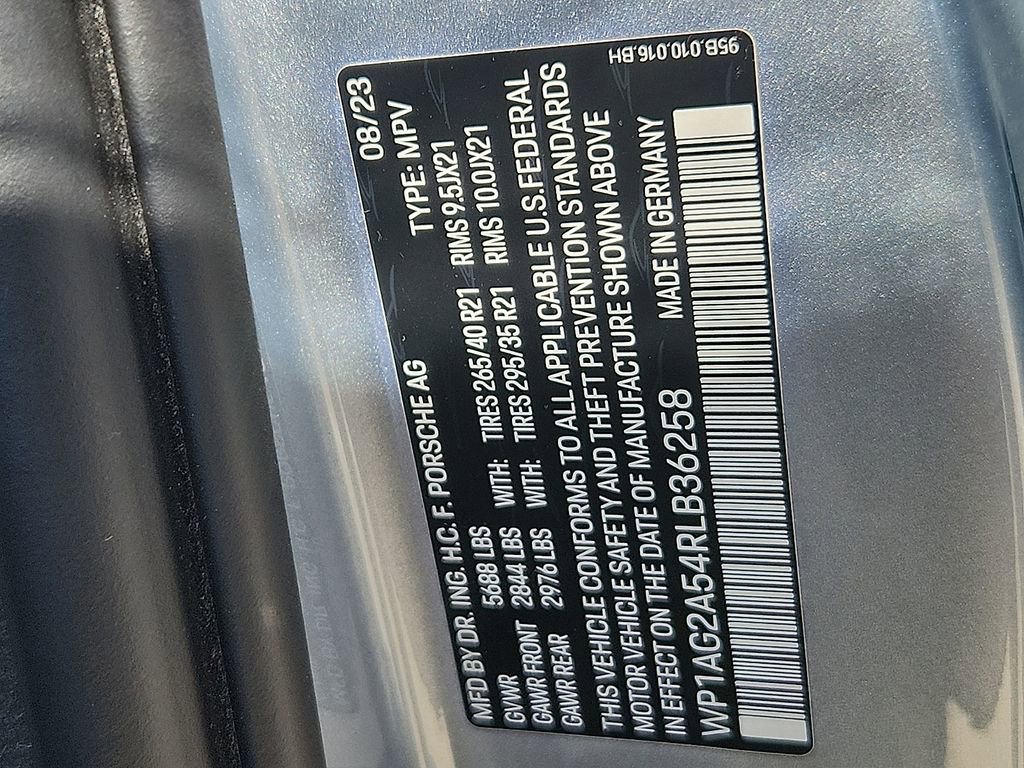 MFD BY DR. ING. H.C. F. PORSCHE AG 08/23
GVWR 5688 LBS TYPE: MPV
GAWR FRONT 2844 LBS WITH: TIRES 265/40 R21 RIMS 9.5JX21
GAWR REAR 2976 LBS WITH: TIRES 295/35 R21 RIMS 10.0JX21
THIS VEHICLE CONFORMS TO ALL APPLICABLE U.S. FEDERAL
MOTOR VEHICLE SAFETY AND THEFT PREVENTION STANDARDS
IN EFFECT ON THE DATE OF MANUFACTURE SHOWN ABOVE
WP1AG2A54RLB36258 MADE IN GERMANY
95B.010.016.BH